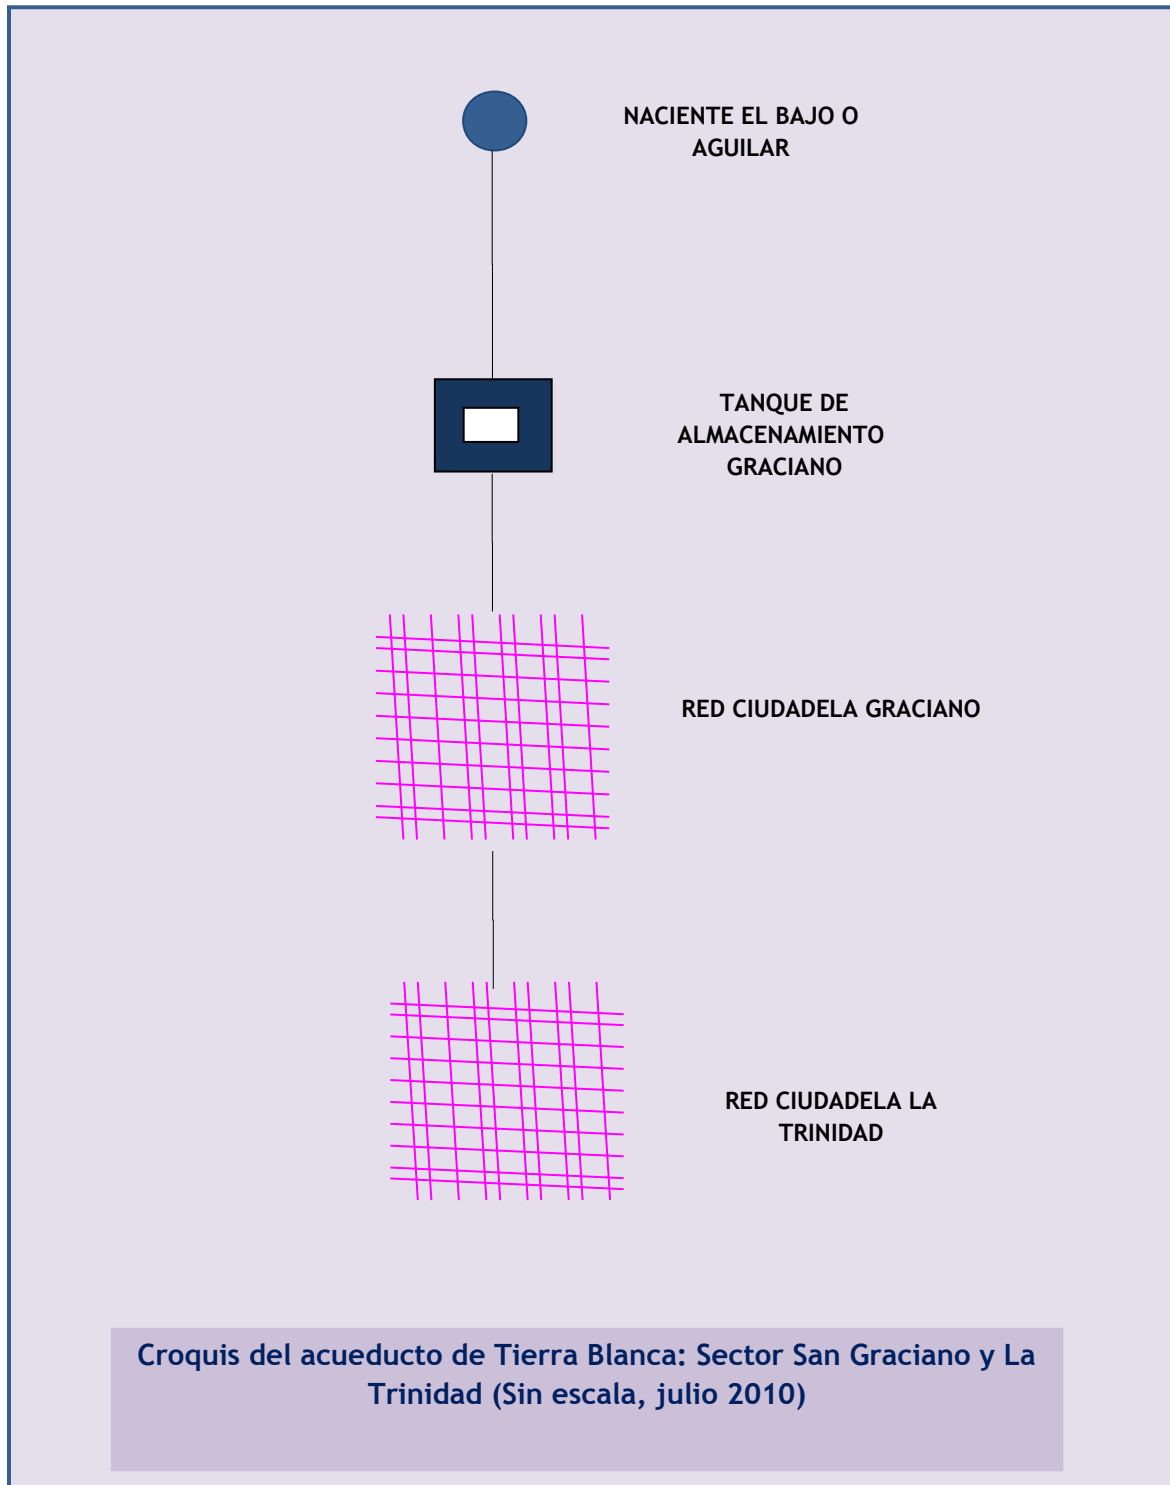 NACIENTE EL BAJO O
AGUILAR
TANQUE DE
ALMACENAMIENTO
GRACIANO
RED CIUDADELA GRACIANO
RED CIUDADELA LA
TRINIDAD
Croquis del acueducto de Tierra Blanca: Sector San Graciano y La
Trinidad (Sin escala, julio 2010)